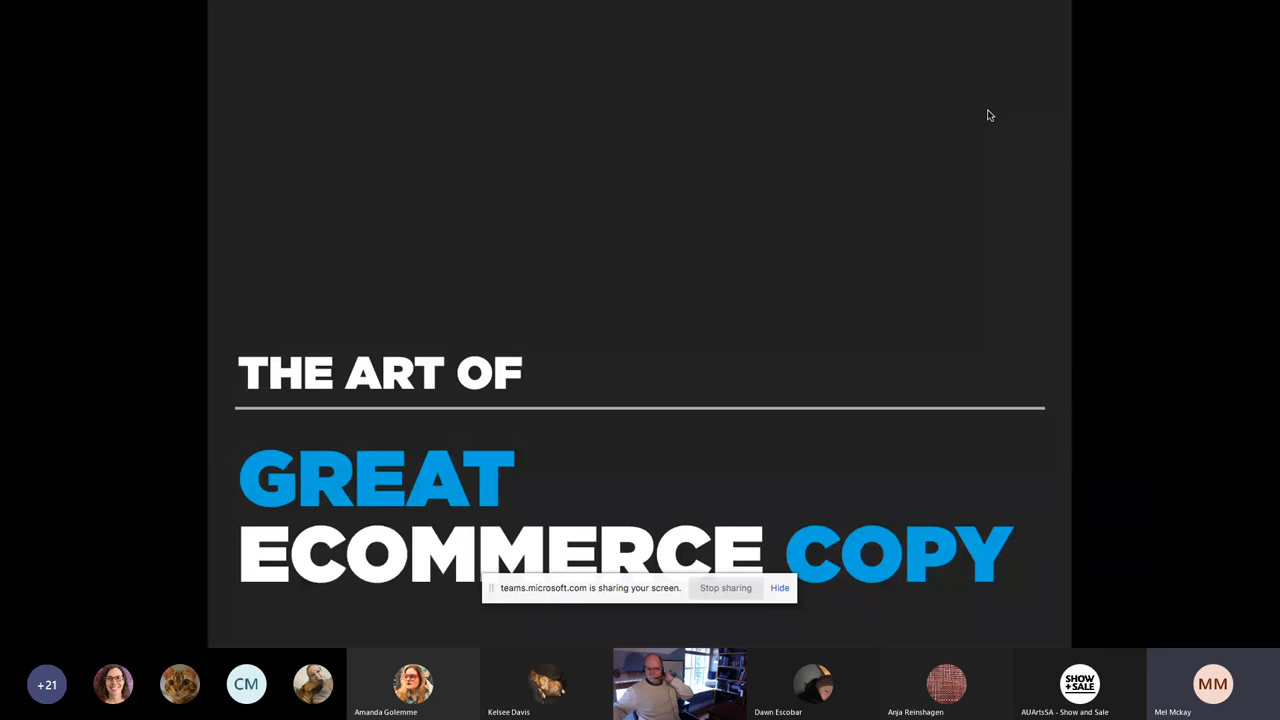 THE ART OF
GREAT
ECOMMERCE COPY
teams.microsoft.com is sharing your screen. Stop sharing Hide
+21
CM
SHOW
+SALE
MM
Amanda Golemme
Kelsee Davis
Dawn Escobar
Anja Reinshagen
AUArtsSA - Show and Sale
Mel Mckay